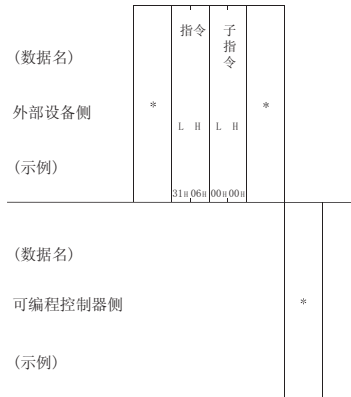 指令 子指令
(数据名)
外部设备侧 * *
L H L H
(示例)
31H 06H 00H 00H
(数据名)
可编程控制器侧 *
(示例)